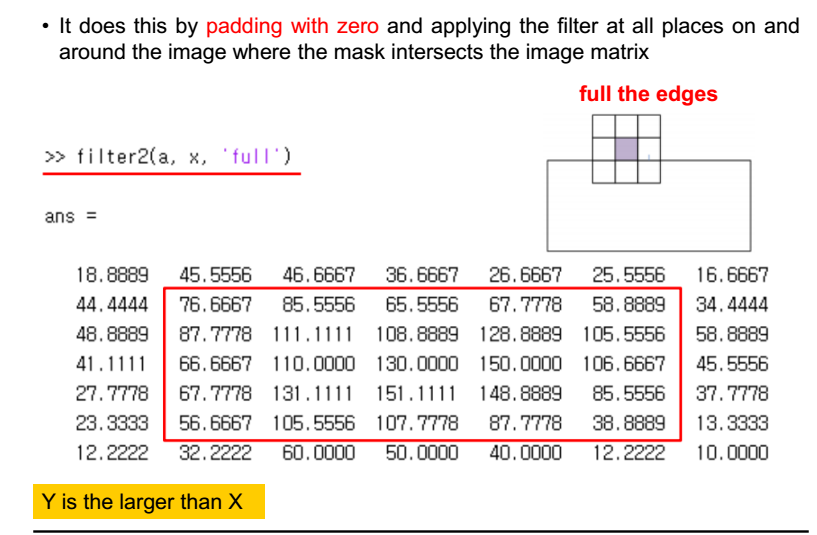 • It does this by padding with zero and applying the filter at all places on and
around the image where the mask intersects the image matrix
full the edges
>> filter2(a, x, 'full')
ans =
18.8889 45.5556 46.6667 36.6667 26.6667 25.5556 16.6667
44.4444 76.6667 85.5556 65.5556 67.7778 58.8889 34.4444
48.8889 87.7778 111.1111 108.8889 128.8889 105.5556 58.8889
41.1111 66.6667 110.0000 130.0000 150.0000 106.6667 45.5556
27.7778 67.7778 131.1111 151.1111 148.8889 85.5556 37.7778
23.3333 56.6667 105.5556 107.7778 87.7778 38.8889 13.3333
12.2222 32.2222 60.0000 50.0000 40.0000 12.2222 10.0000
Y is the larger than X